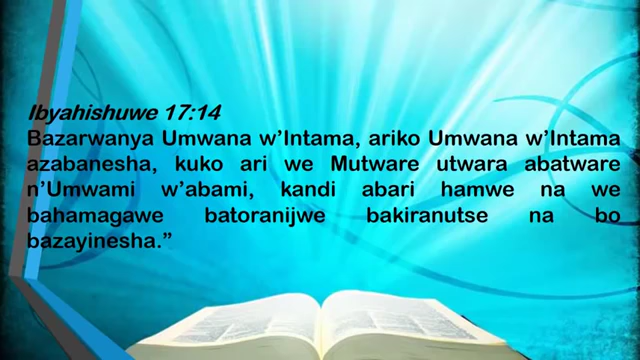 Ibyahishuwe 17:14
Bazarwanya Umwana w’Intama, ariko Umwana w’Intama
azabanesha, kuko ari we Mutware utwara abatware
n’Umwami w’abami, kandi abari hamwe na we
bahamagawe batoranijwe bakiranutse na bo
bazayinesha.”